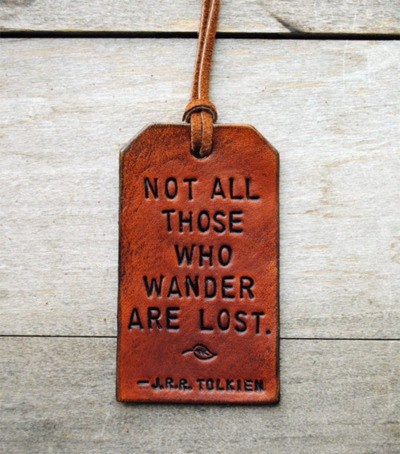 NOT ALL
THOSE
WHO
WANDER
ARE LOST.
—J.R.R. TOLKIEN